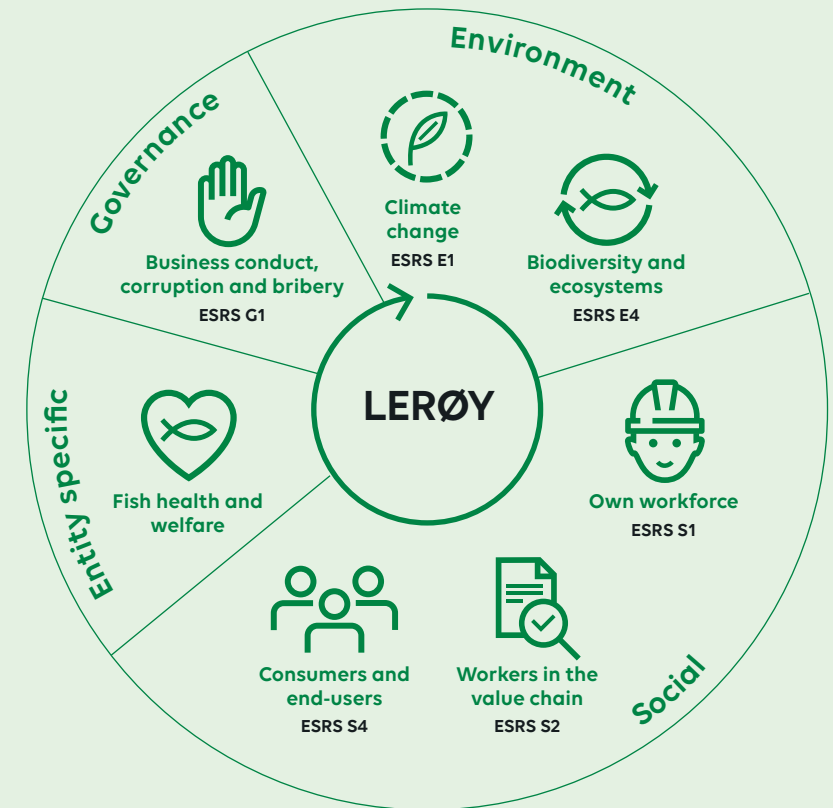 Environment
Climate
change
ESRS E1
Biodiversity and
ecosystems
ESRS E4
Social
Own workforce
ESRS S1
Workers in the
value chain
ESRS S2
Consumers and
end-users
ESRS S4
Entity specific
Fish health and
welfare
Governance
Business conduct,
corruption and bribery
ESRS G1
LERØY